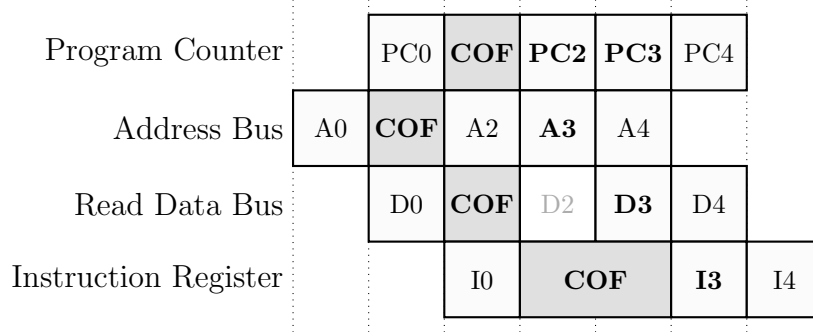 Program Counter PC0 COF PC2 PC3 PC4
Address Bus A0 COF A2 A3 A4
Read Data Bus D0 COF D2 D3 D4
Instruction Register I0 COF I3 I4